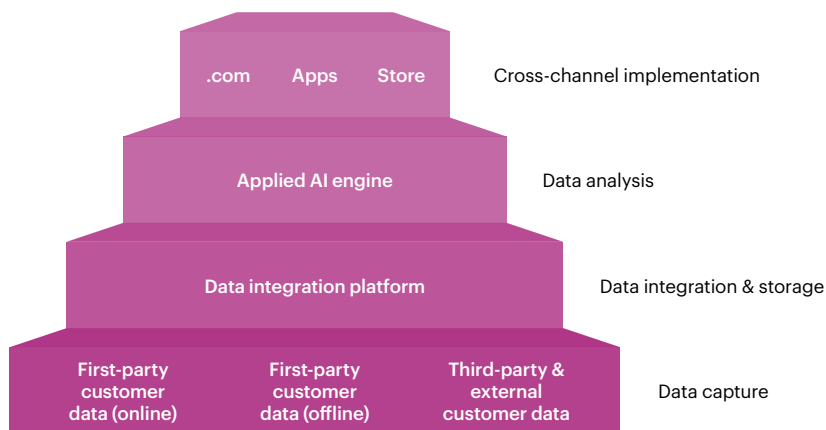 .com Apps Store
Cross-channel implementation
Applied AI engine
Data analysis
Data integration platform
Data integration & storage
First-party
customer
data (online)
First-party
customer
data (offline)
Third-party &
external
customer data
Data capture